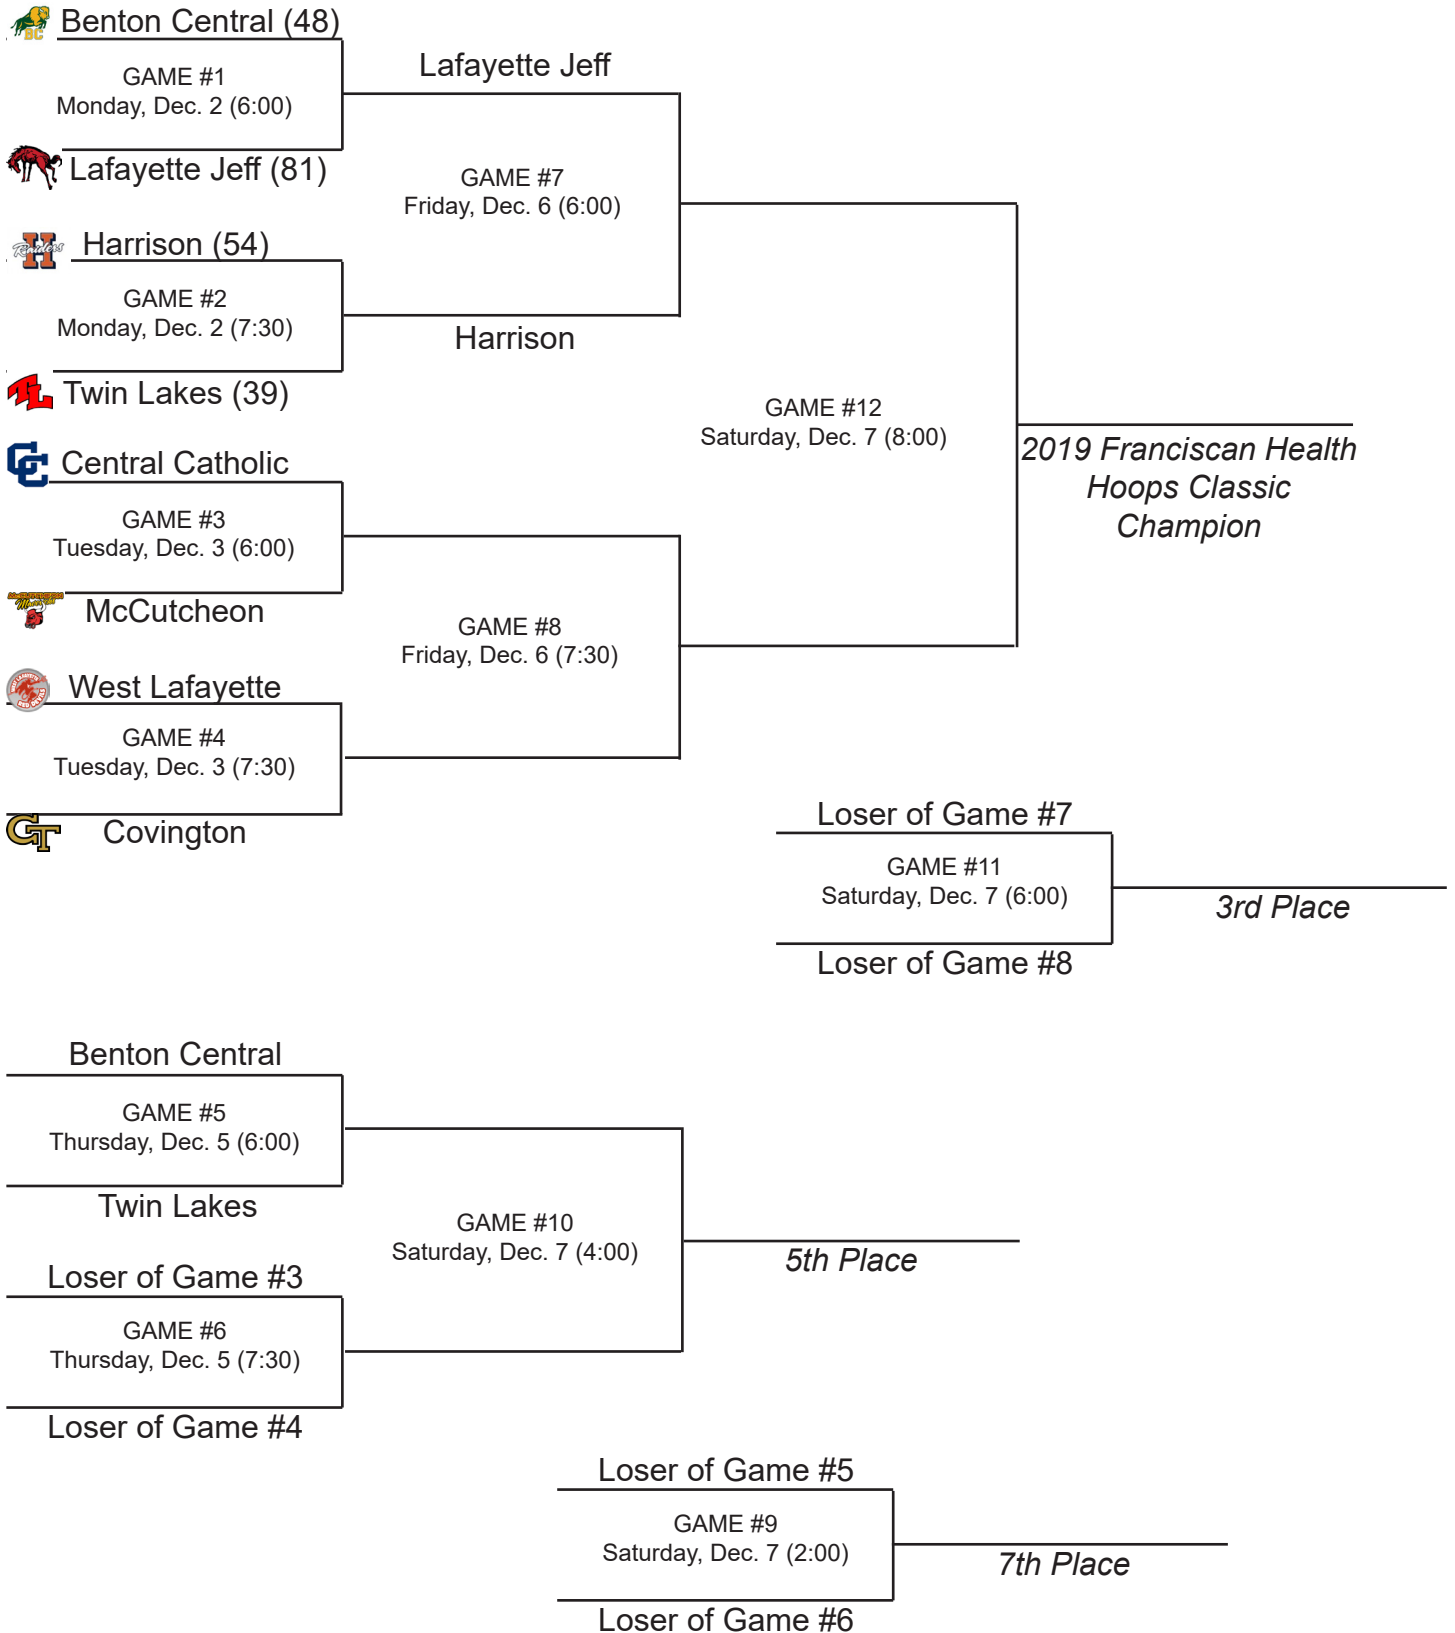 Benton Central (48)
GAME #1
Monday, Dec. 2 (6:00)
Lafayette Jeff (81)
Lafayette Jeff
GAME #7
Friday, Dec. 6 (6:00)
Harrison (54)
GAME #2
Monday, Dec. 2 (7:30)
Twin Lakes (39)
Harrison
GAME #12
Saturday, Dec. 7 (8:00)
2019 Franciscan Health
Hoops Classic
Champion
Central Catholic
GAME #3
Tuesday, Dec. 3 (6:00)
McCutcheon
GAME #8
Friday, Dec. 6 (7:30)
West Lafayette
GAME #4
Tuesday, Dec. 3 (7:30)
Covington
Loser of Game #7
GAME #11
Saturday, Dec. 7 (6:00)
Loser of Game #8
3rd Place
Benton Central
GAME #5
Thursday, Dec. 5 (6:00)
Twin Lakes
GAME #10
Saturday, Dec. 7 (4:00)
5th Place
Loser of Game #3
GAME #6
Thursday, Dec. 5 (7:30)
Loser of Game #4
Loser of Game #5
GAME #9
Saturday, Dec. 7 (2:00)
Loser of Game #6
7th Place
BC
H
Raiders
TL
CC
GT